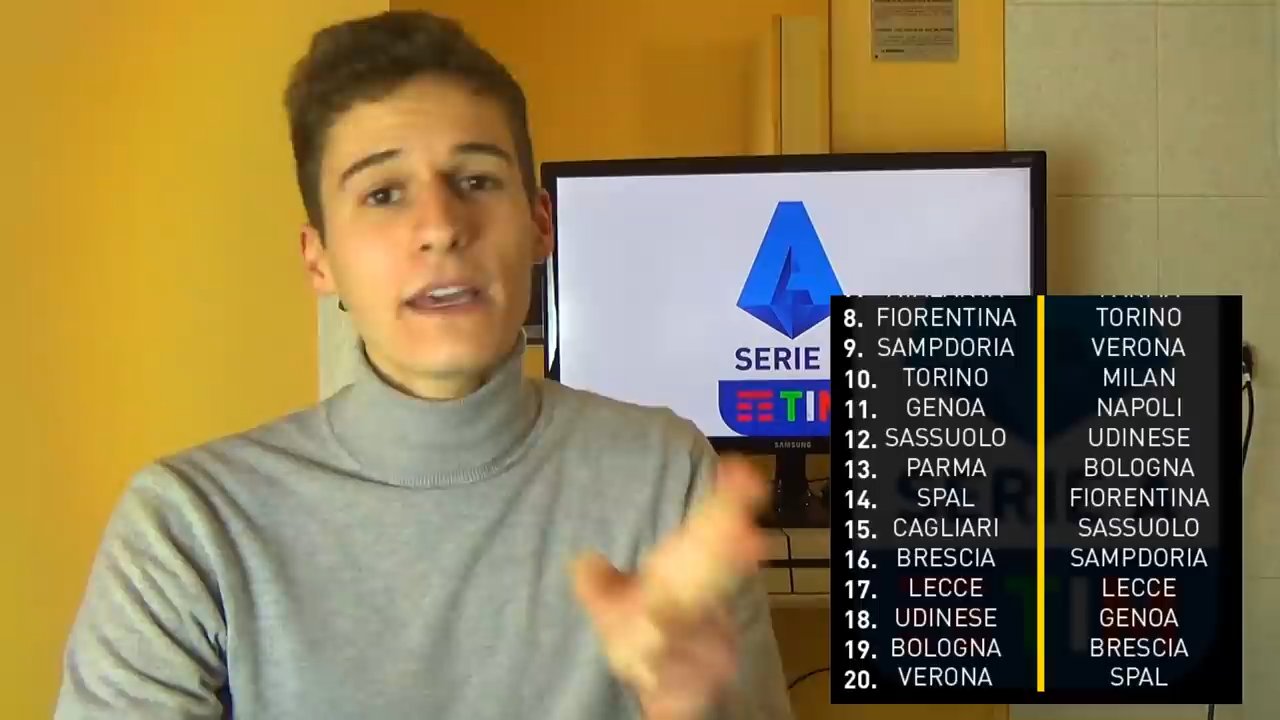 SERIE
TIM
SAMSUNG
8. FIORENTINA TORINO
9. SAMPDORIA VERONA
10. TORINO MILAN
11. GENOA NAPOLI
12. SASSUOLO UDINESE
13. PARMA BOLOGNA
14. SPAL FIORENTINA
15. CAGLIARI SASSUOLO
16. BRESCIA SAMPDORIA
17. LECCE LECCE
18. UDINESE GENOA
19. BOLOGNA BRESCIA
20. VERONA SPAL